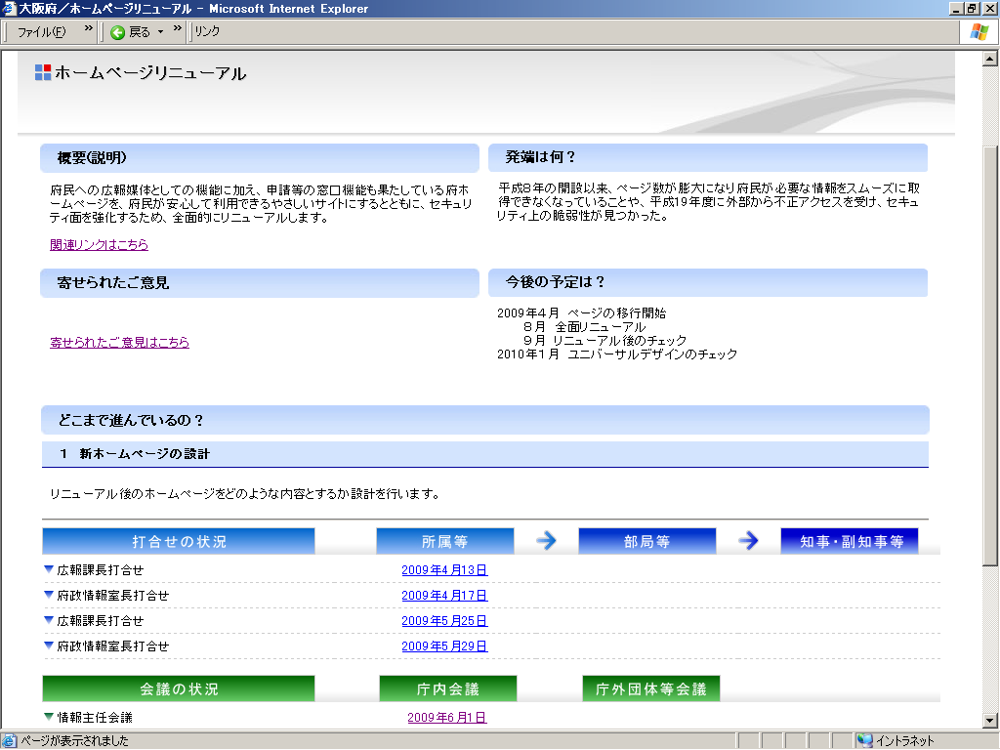 大阪府／ホームページリニューアル - Microsoft Internet Explorer
ファイル(F) » 戻る » リンク
ホームページリニューアル
概要(説明)
府民への広報媒体としての機能に加え、申請等の窓口機能も果たしている府ホ
ームページを、府民が安心して利用できるやさしいサイトにするとともに、セキュリ
ティ面を強化するため、全面的にリニューアルします。
関連リンクはこちら
発端は何？
平成８年の開設以来、ページ数が膨大になり府民が必要な情報をスムーズに取
得できなくなっていることや、平成19年度に外部から不正アクセスを受け、セキュ
リティ上の脆弱性が見つかった。
寄せられたご意見
寄せられたご意見はこちら
今後の予定は？
2009年４月 ページの移行開始
８月 全面リニューアル
９月 リニューアル後のチェック
2010年１月 ユニバーサルデザインのチェック
どこまで進んでいるの？
１ 新ホームページの設計
リニューアル後のホームページをどのような内容とするか設計を行います。
打合せの状況 所属等 部局等 知事・副知事等
広報課長打合せ 2009年4月13日
府政情報室長打合せ 2009年4月17日
広報課長打合せ 2009年5月25日
府政情報室長打合せ 2009年5月29日
会議の状況 庁内会議 庁外団体等会議
情報主任会議 2009年6月1日
ページが表示されました イントラネット